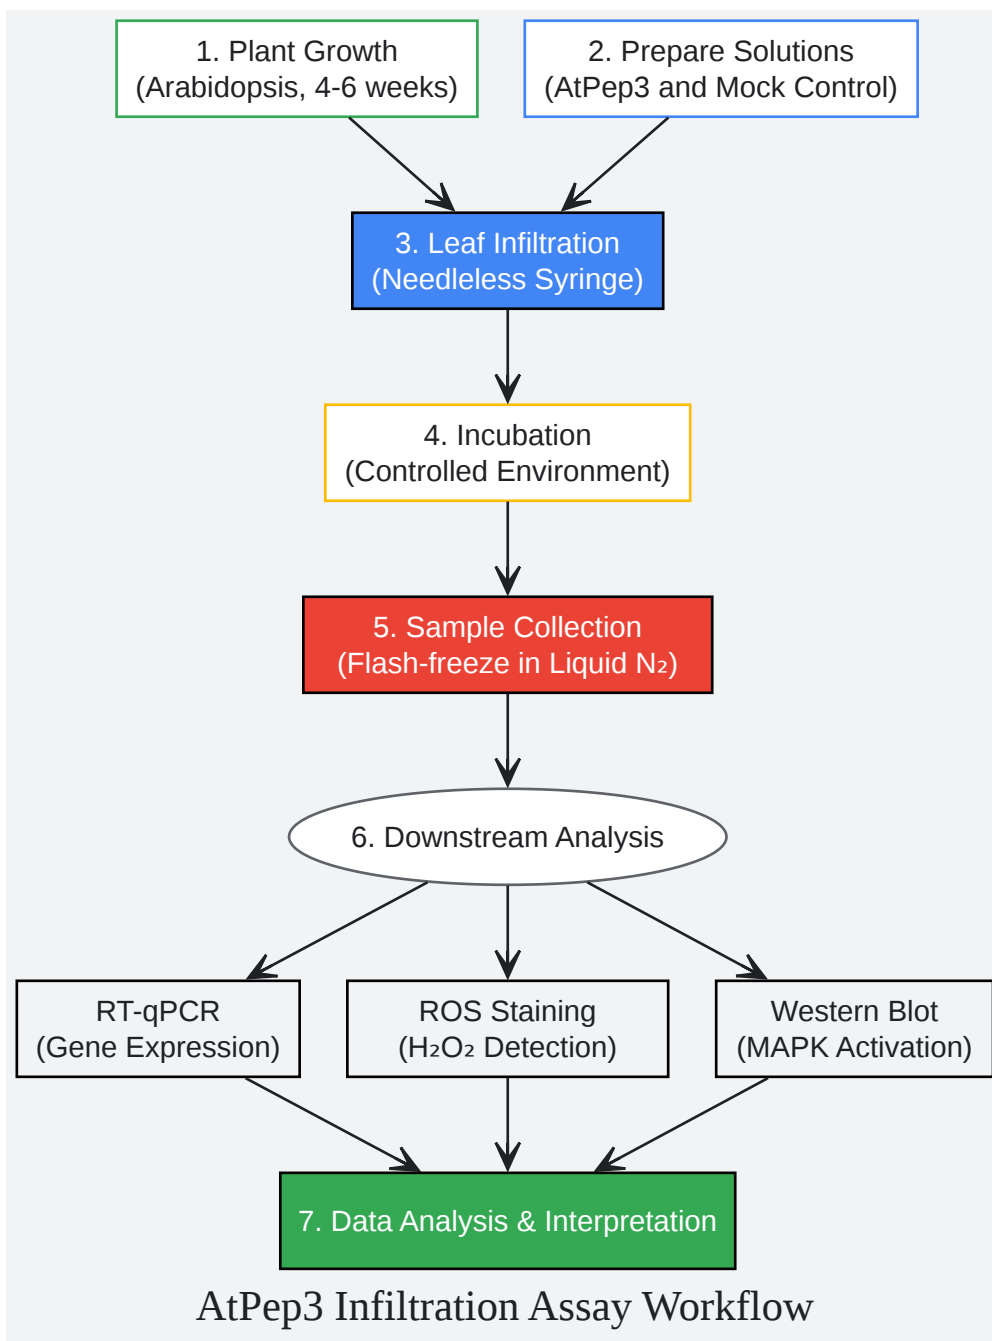 1. Plant Growth
(Arabidopsis, 4-6 weeks)
2. Prepare Solutions
(AtPep3 and Mock Control)
3. Leaf Infiltration
(Needleless Syringe)
4. Incubation
(Controlled Environment)
5. Sample Collection
(Flash-freeze in Liquid N₂)
6. Downstream Analysis
RT-qPCR
(Gene Expression)
ROS Staining
(H₂O₂ Detection)
Western Blot
(MAPK Activation)
7. Data Analysis & Interpretation
AtPep3 Infiltration Assay Workflow